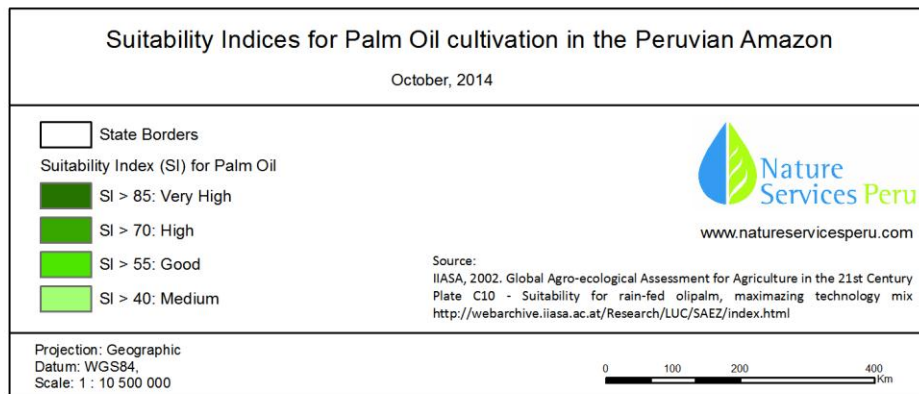 Suitability Indices for Palm Oil cultivation in the Peruvian Amazon
October, 2014
State Borders
Suitability Index (SI) for Palm Oil
SI > 85: Very High
SI > 70: High
SI > 55: Good
SI > 40: Medium
Nature
Services Peru
www.natureservicesperu.com
Source:
IIASA, 2002. Global Agro-ecological Assessment for Agriculture in the 21st Century
Plate C10 - Suitability for rain-fed olipalm, maximazing technology mix
http://webarchive.iiasa.ac.at/Research/LUC/SAEZ/index.html
Projection: Geographic
Datum: WGS84,
Scale: 1 : 10 500 000
0 100 200 400
Km